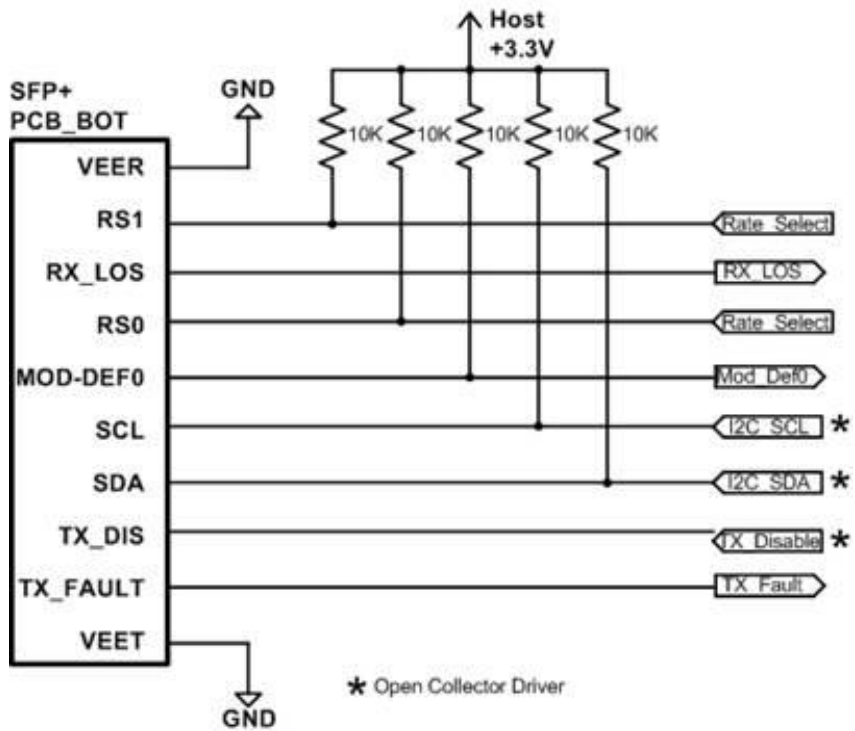 Host
+3.3V
SFP+
PCB_BOT
GND
10K 10K 10K 10K 10K
VEER
RS1 Rate_Select
RX_LOS RX_LOS
RS0 Rate_Select
MOD-DEF0 Mod_Def0
SCL I2C_SCL *
SDA I2C_SDA *
TX_DIS TX_Disable *
TX_FAULT TX_Fault
VEET
* Open Collector Driver
GND